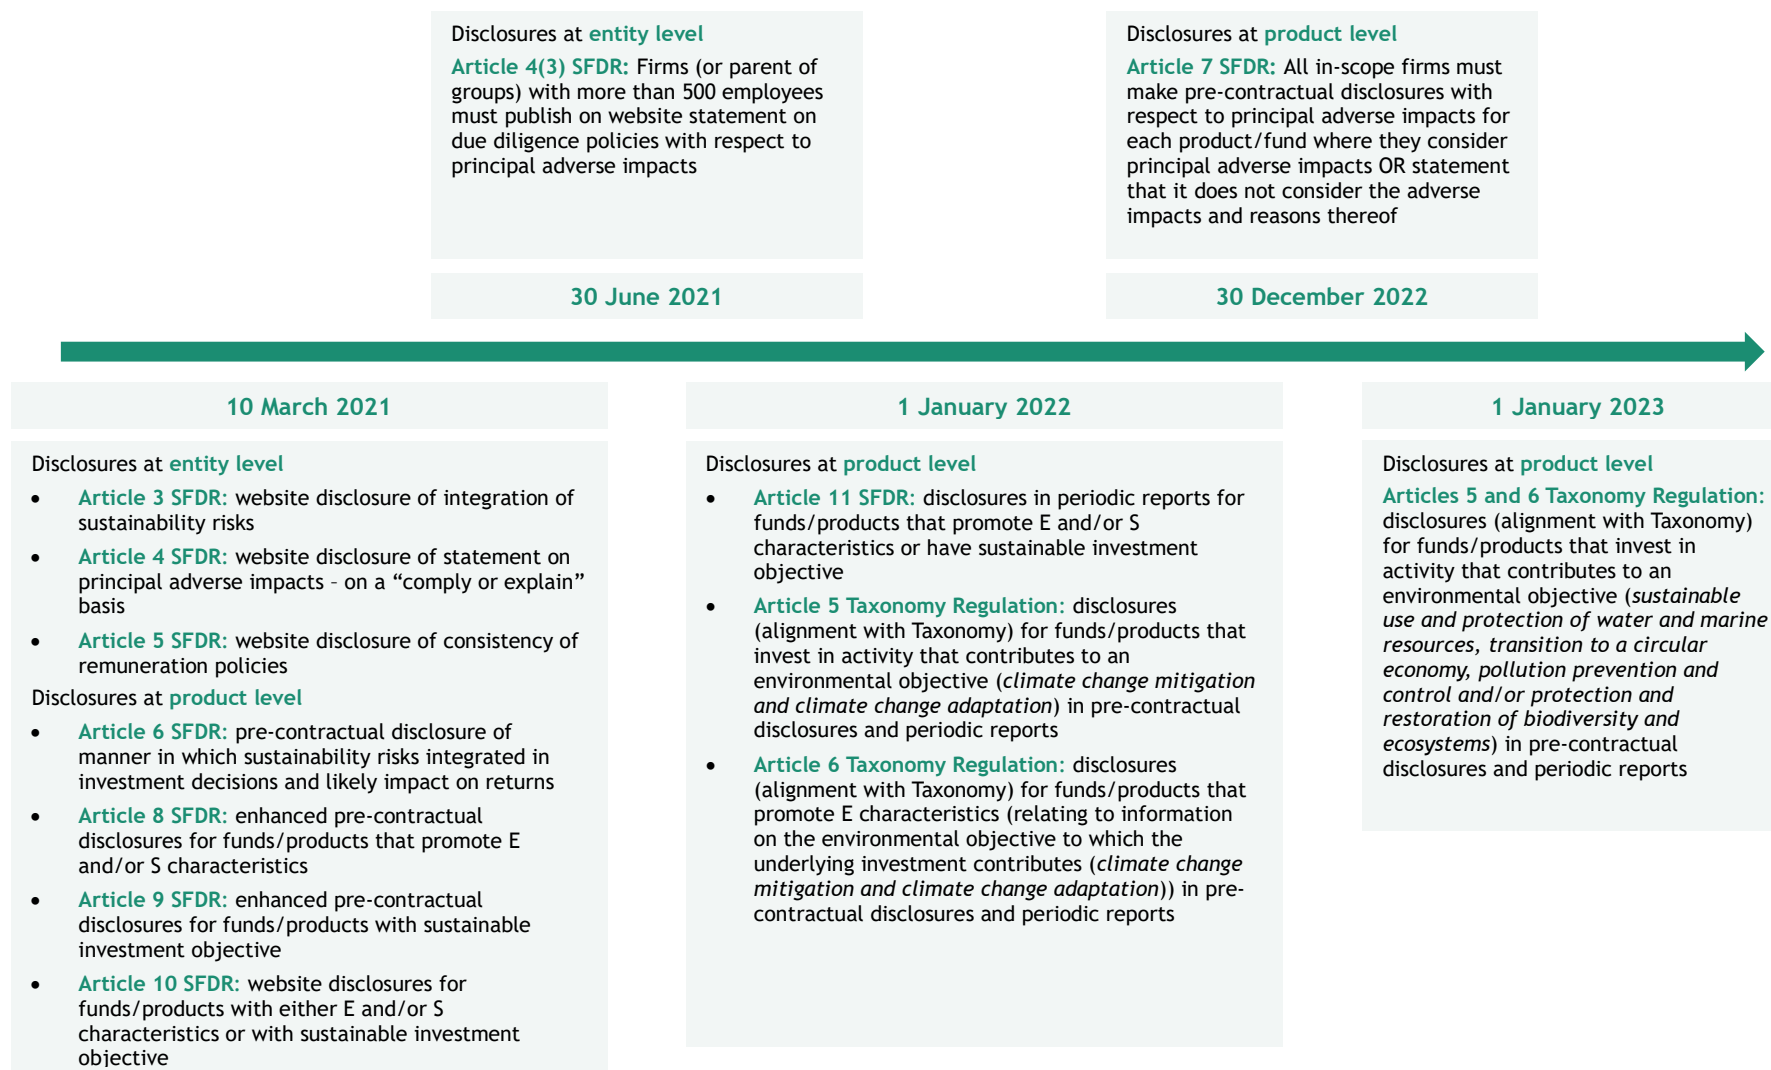 Disclosures at entity level
Article 4(3) SFDR: Firms (or parent of
groups) with more than 500 employees
must publish on website statement on
due diligence policies with respect to
principal adverse impacts
30 June 2021
Disclosures at product level
Article 7 SFDR: All in-scope firms must
make pre-contractual disclosures with
respect to principal adverse impacts for
each product/fund where they consider
principal adverse impacts OR statement
that it does not consider the adverse
impacts and reasons thereof
30 December 2022
10 March 2021
Disclosures at entity level
• Article 3 SFDR: website disclosure of integration of
sustainability risks
• Article 4 SFDR: website disclosure of statement on
principal adverse impacts – on a “comply or explain”
basis
• Article 5 SFDR: website disclosure of consistency of
remuneration policies
Disclosures at product level
• Article 6 SFDR: pre-contractual disclosure of
manner in which sustainability risks integrated in
investment decisions and likely impact on returns
• Article 8 SFDR: enhanced pre-contractual
disclosures for funds/products that promote E
and/or S characteristics
• Article 9 SFDR: enhanced pre-contractual
disclosures for funds/products with sustainable
investment objective
• Article 10 SFDR: website disclosures for
funds/products with either E and/or S
characteristics or with sustainable investment
objective
1 January 2022
Disclosures at product level
• Article 11 SFDR: disclosures in periodic reports for
funds/products that promote E and/or S
characteristics or have sustainable investment
objective
• Article 5 Taxonomy Regulation: disclosures
(alignment with Taxonomy) for funds/products that
invest in activity that contributes to an
environmental objective (climate change mitigation
and climate change adaptation) in pre-contractual
disclosures and periodic reports
• Article 6 Taxonomy Regulation: disclosures
(alignment with Taxonomy) for funds/products that
promote E characteristics (relating to information
on the environmental objective to which the
underlying investment contributes (climate change
mitigation and climate change adaptation)) in pre-
contractual disclosures and periodic reports
1 January 2023
Disclosures at product level
Articles 5 and 6 Taxonomy Regulation:
disclosures (alignment with Taxonomy)
for funds/products that invest in
activity that contributes to an
environmental objective (sustainable
use and protection of water and marine
resources, transition to a circular
economy, pollution prevention and
control and/or protection and
restoration of biodiversity and
ecosystems) in pre-contractual
disclosures and periodic reports